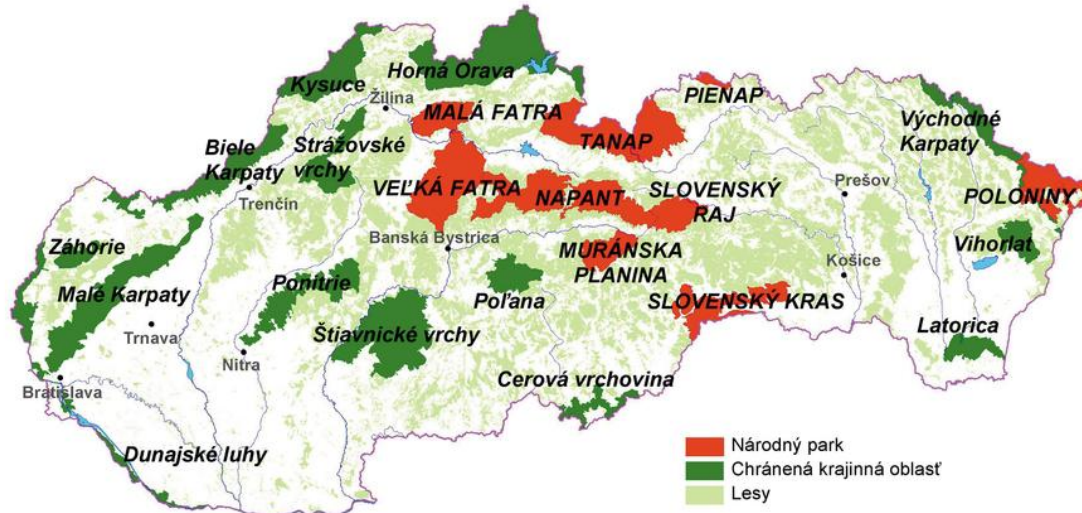 Kysuce
Horná Orava
Žilina
MALÁ FATRA
PIENAP
TANAP
Východné
Karpaty
Strážovské
vrchy
Biele
Karpaty
Trenčín
VEĽKÁ FATRA
NAPANT
SLOVENSKÝ
RAJ
Prešov
POLONINY
Záhorie
Banská Bystrica
MURÁNSKA
PLANINA
Vihorlat
Košice
Malé Karpaty
Ponitrie
Poľana
SLOVENSKÝ KRAS
Trnava
Štiavnické vrchy
Latorica
Nitra
Bratislava
Cerová vrchovina
Dunajské luhy
Národný park
Chránená krajinná oblasť
Lesy